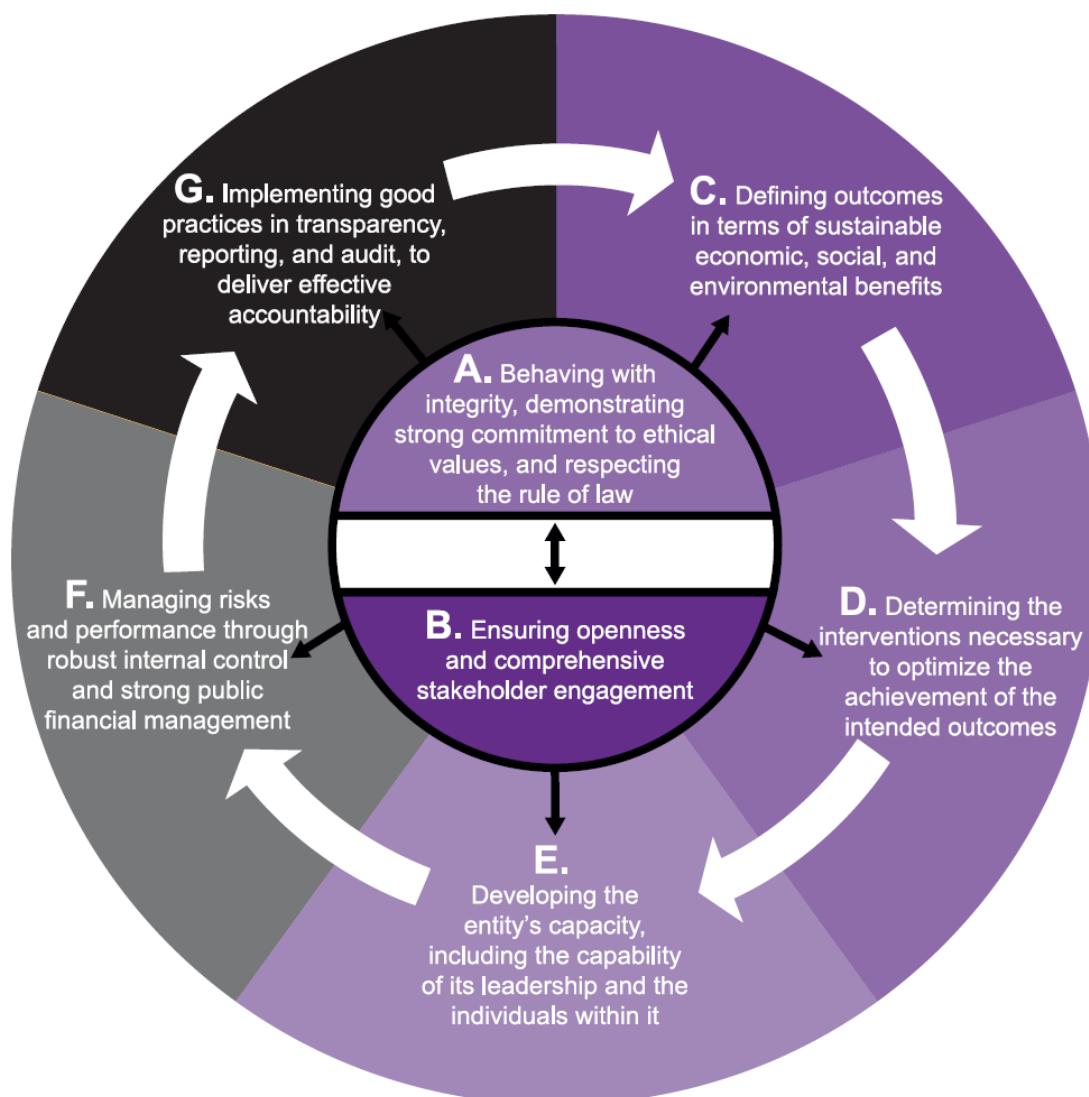 A. Behaving with
integrity, demonstrating
strong commitment to ethical
values, and respecting
the rule of law
B. Ensuring openness
and comprehensive
stakeholder engagement
C. Defining outcomes
in terms of sustainable
economic, social, and
environmental benefits
D. Determining the
interventions necessary
to optimize the
achievement of the
intended outcomes
E.
Developing the
entity’s capacity,
including the capability
of its leadership and the
individuals within it
F. Managing risks
and performance through
robust internal control
and strong public
financial management
G. Implementing good
practices in transparency,
reporting, and audit, to
deliver effective
accountability